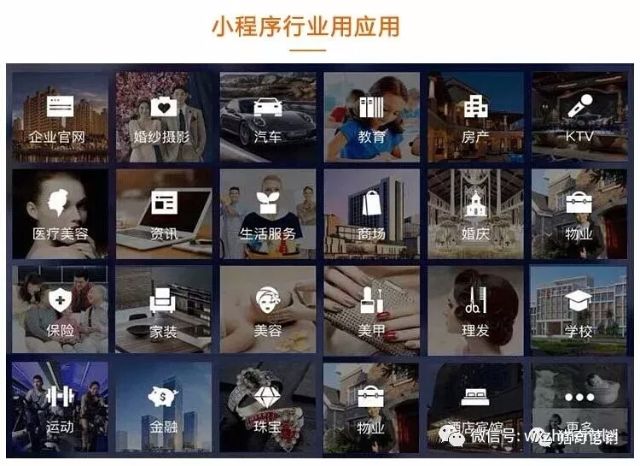 小程序行业用应用
企业官网 婚纱摄影 汽车 教育 房产 KTV
医疗美容 资讯 生活服务 商场 婚庆 物业
保险 家装 美容 美甲 理发 学校
运动 金融 珠宝 物业 酒店宾馆 更多
微信号: